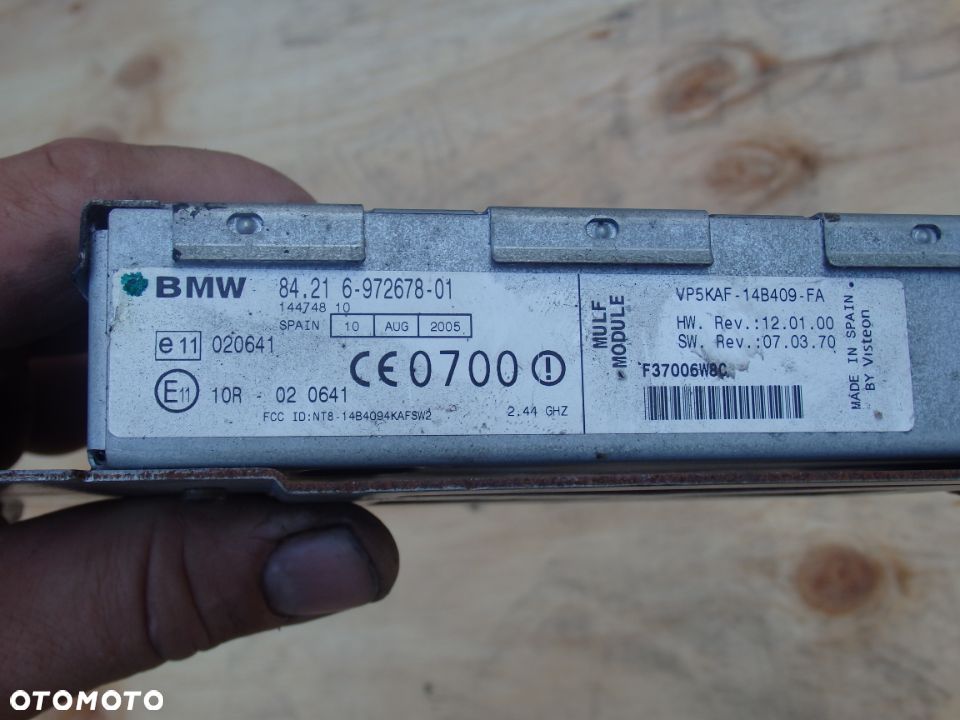 BMW 84.21 6-972678-01
144748 10
SPAIN 10 AUG 2005
e11 020641
CE0700
E11 10R - 02 0641
FCC ID:NT8-14B4094KAFSW2 2.44 GHZ
MULF
MODULE
VP5KAF-14B409-FA
HW. Rev.:12.01.00
SW. Rev.:07.03.70
F37006W8C
MADE IN SPAIN
BY Visteon
OTOMOTO